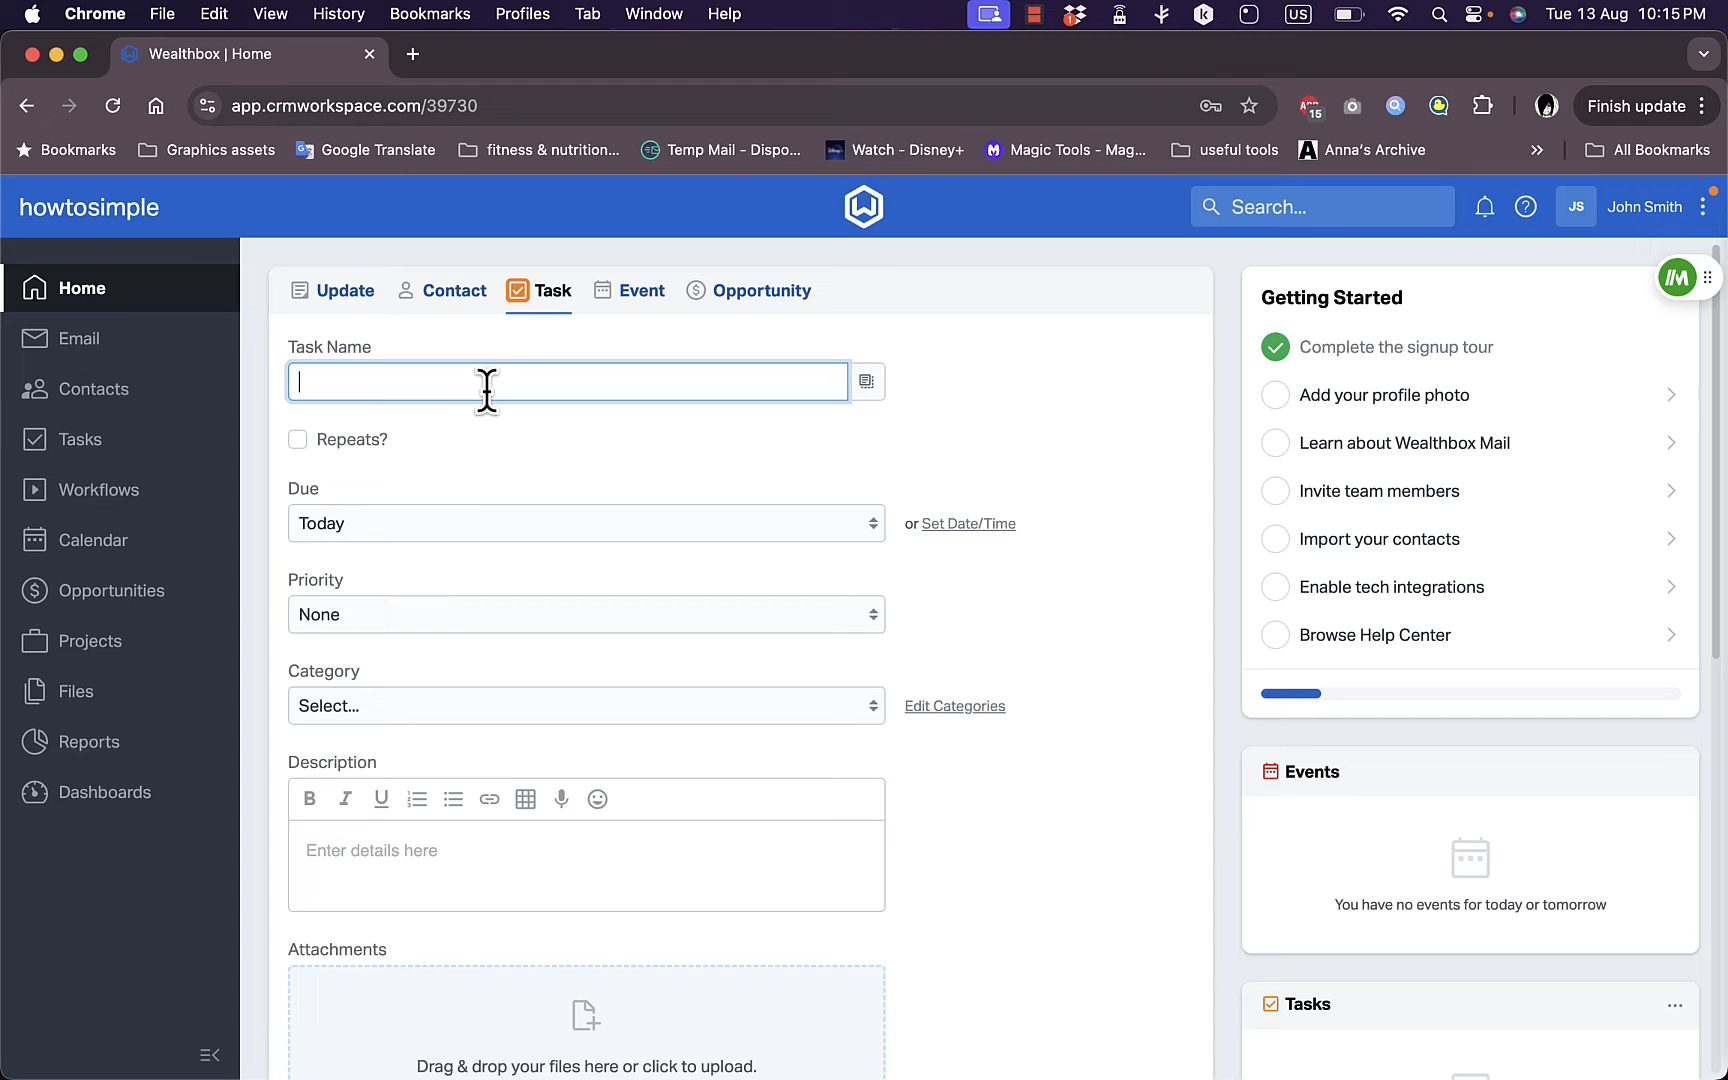 Chrome File Edit View History Bookmarks Profiles Tab Window Help
1 US Tue 13 Aug 10:15 PM
Wealthbox | Home
app.crmworkspace.com/39730
15 Finish update
Bookmarks Graphics assets Google Translate fitness & nutrition... Temp Mail - Dispo... Watch - Disney+ Magic Tools - Mag... useful tools Anna's Archive All Bookmarks
howtosimple Search... JS John Smith
Home
Email
Contacts
Tasks
Workflows
Calendar
Opportunities
Projects
Files
Reports
Dashboards
Update Contact Task Event Opportunity
Task Name
Repeats?
Due
Today
or Set Date/Time
Priority
None
Category
Select...
Edit Categories
Description
B I U
Enter details here
Attachments
Drag & drop your files here or click to upload.
Getting Started
Complete the signup tour
Add your profile photo
Learn about Wealthbox Mail
Invite team members
Import your contacts
Enable tech integrations
Browse Help Center
Events
You have no events for today or tomorrow
Tasks